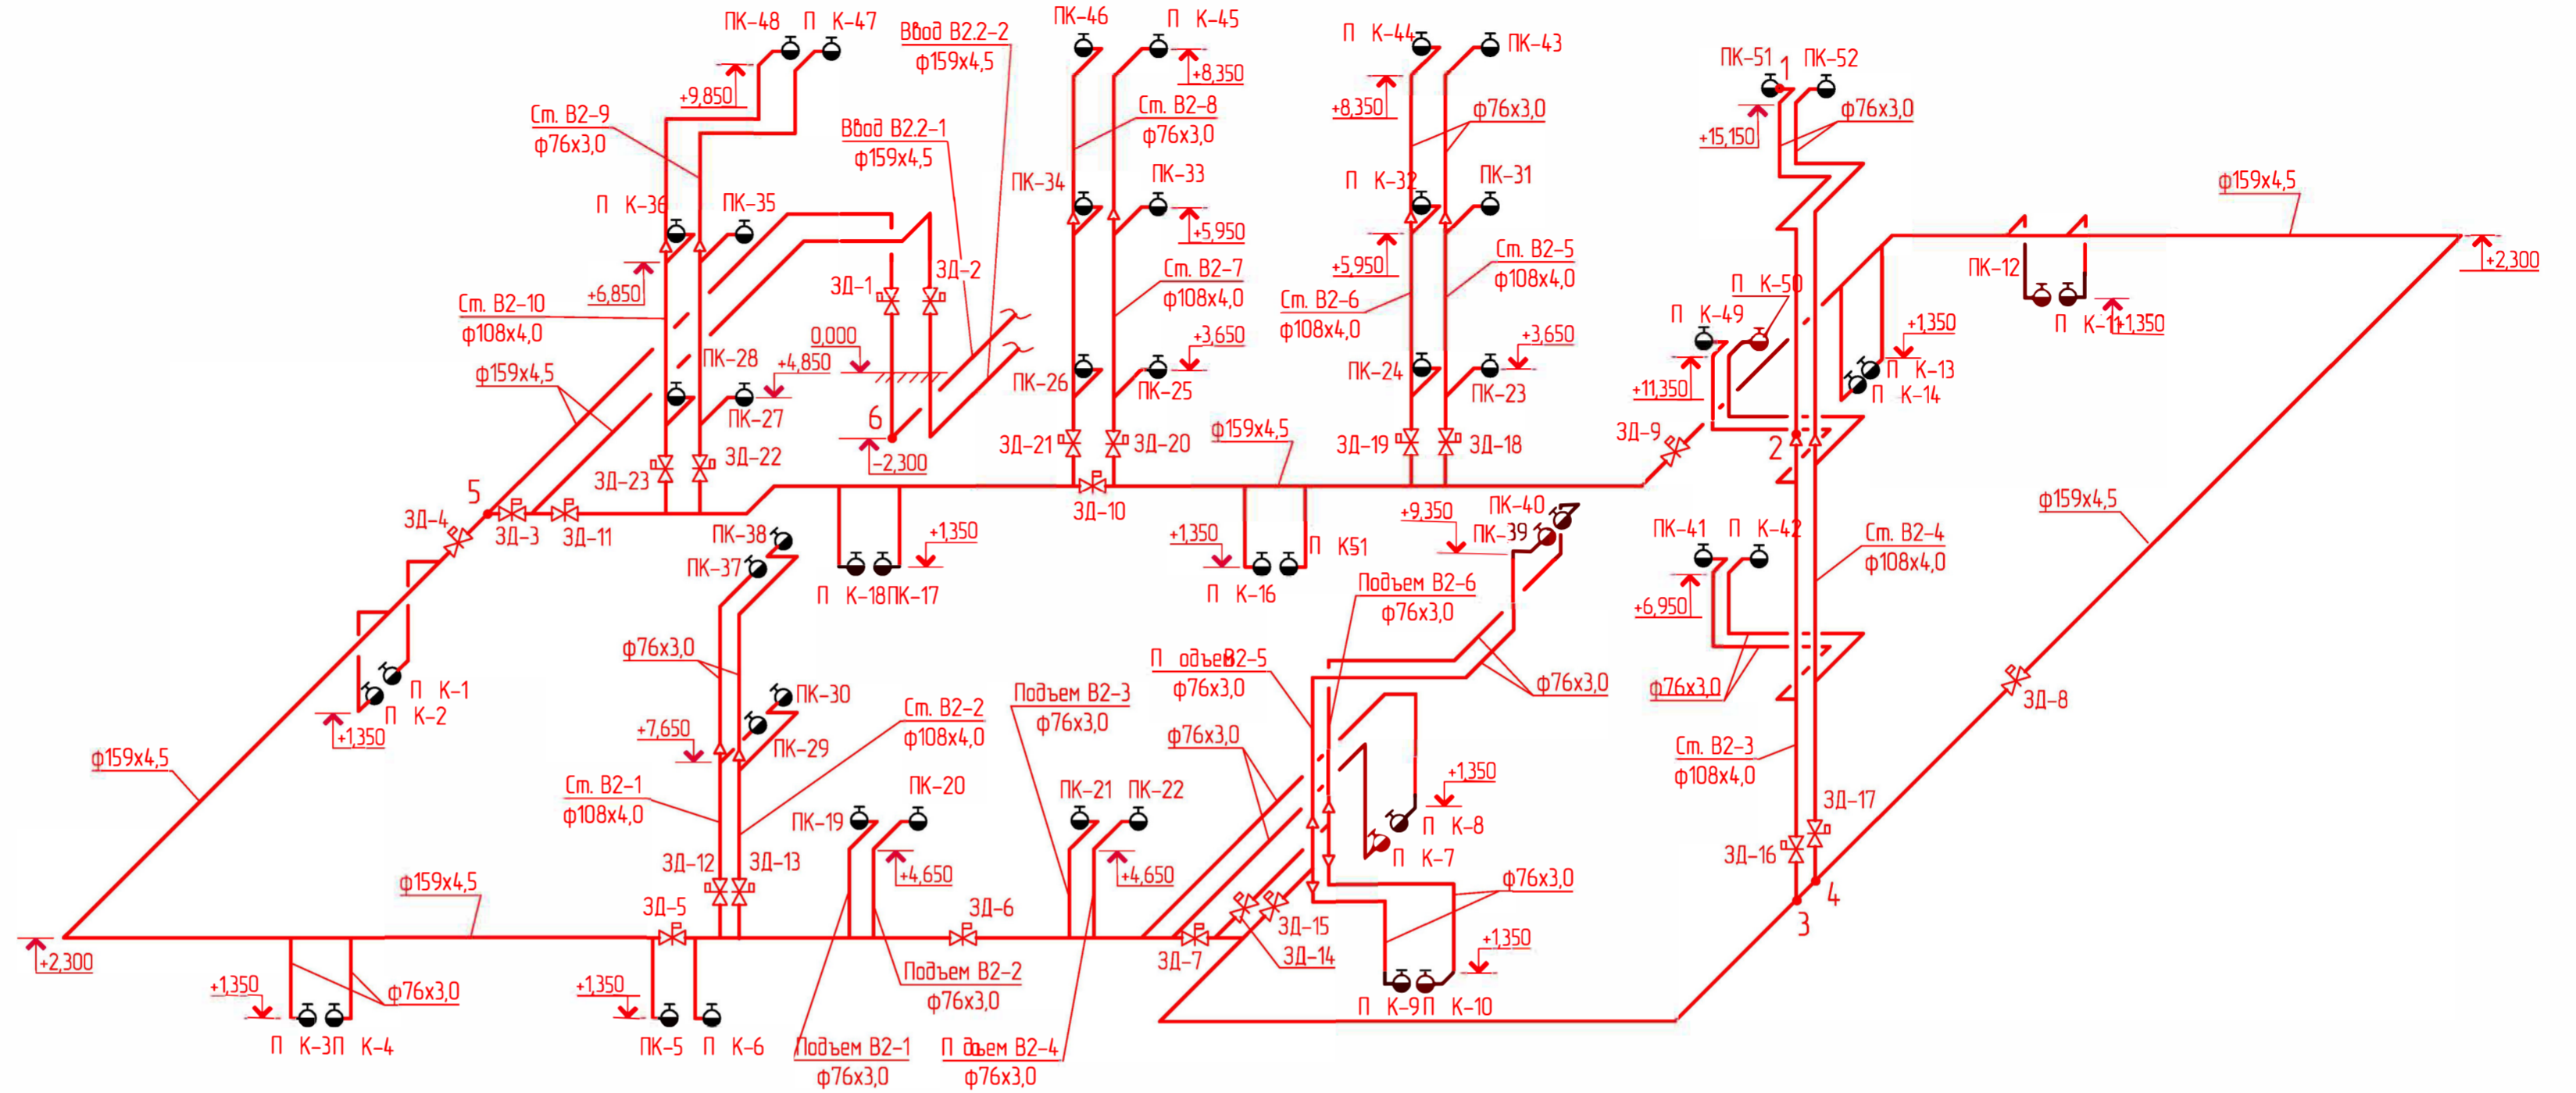 ПК-48 П К-47
ПК-46 П К-45
П К-44 ПК-43
ПК-51 1 ПК-52
Ввод В2.2-2
ф159х4,5
+9,850
+8,350
+8,350
+15,150
ф76х3,0
ф76х3,0
Ст. В2-9
ф76х3,0
Ст. В2-8
ф76х3,0
Ввод В2.2-1
ф159х4,5
ПК-34 ПК-33
П К-32 ПК-31
ф159х4,5
П К-36 ПК-35
+5,950
+5,950
+6,850
ЗД-1 ЗД-2
Ст. В2-7
ф108х4,0
Ст. В2-5
ф108х4,0
Ст. В2-6
ф108х4,0
Ст. В2-10
ф108х4,0
ПК-12
П К-11
+1,350
+2,300
П К-50
П К-49
+11,350
+1,350
П К-13
П К-14
0,000
+3,650
+3,650
ПК-28
+4,850
ПК-27
ф159х4,5
ПК-26 ПК-25
ПК-24 ПК-23
6
-2,300
ЗД-23 ЗД-22
ЗД-21 ЗД-20
ф159х4,5
ЗД-19 ЗД-18
ЗД-9
2
5
ЗД-4 ЗД-3 ЗД-11
ЗД-10
ПК-40
ПК-39
+9,350
ПК-38
ПК-37
+1,350
П К-18 ПК-17
+1,350
П К-16
П К51
ПК-41 П К-42
+6,950
Ст. В2-4
ф108х4,0
ф159х4,5
Подъем В2-6
ф76х3,0
П одъем В2-5
ф76х3,0
ф76х3,0
ф76х3,0
ф76х3,0
П К-1
П К-2
+1,350
ф159х4,5
ПК-30
ПК-29
+7,650
Ст. В2-2
ф108х4,0
Ст. В2-1
ф108х4,0
Подъем В2-3
ф76х3,0
ф76х3,0
Ст. В2-3
ф108х4,0
ЗД-8
ПК-19 ПК-20
+4,650
ПК-21 ПК-22
+4,650
+1,350
П К-8
П К-7
ЗД-17
ЗД-16
4
3
ЗД-12 ЗД-13
ф159х4,5
ЗД-5
ЗД-6
ЗД-7
ЗД-15
ЗД-14
ф76х3,0
+1,350
+2,300
+1,350
ф76х3,0
+1,350
П К-3 П К-4
ПК-5 П К-6
Подъем В2-2
ф76х3,0
Подъем В2-1
ф76х3,0
П дъем В2-4
ф76х3,0
П К-9 П К-10